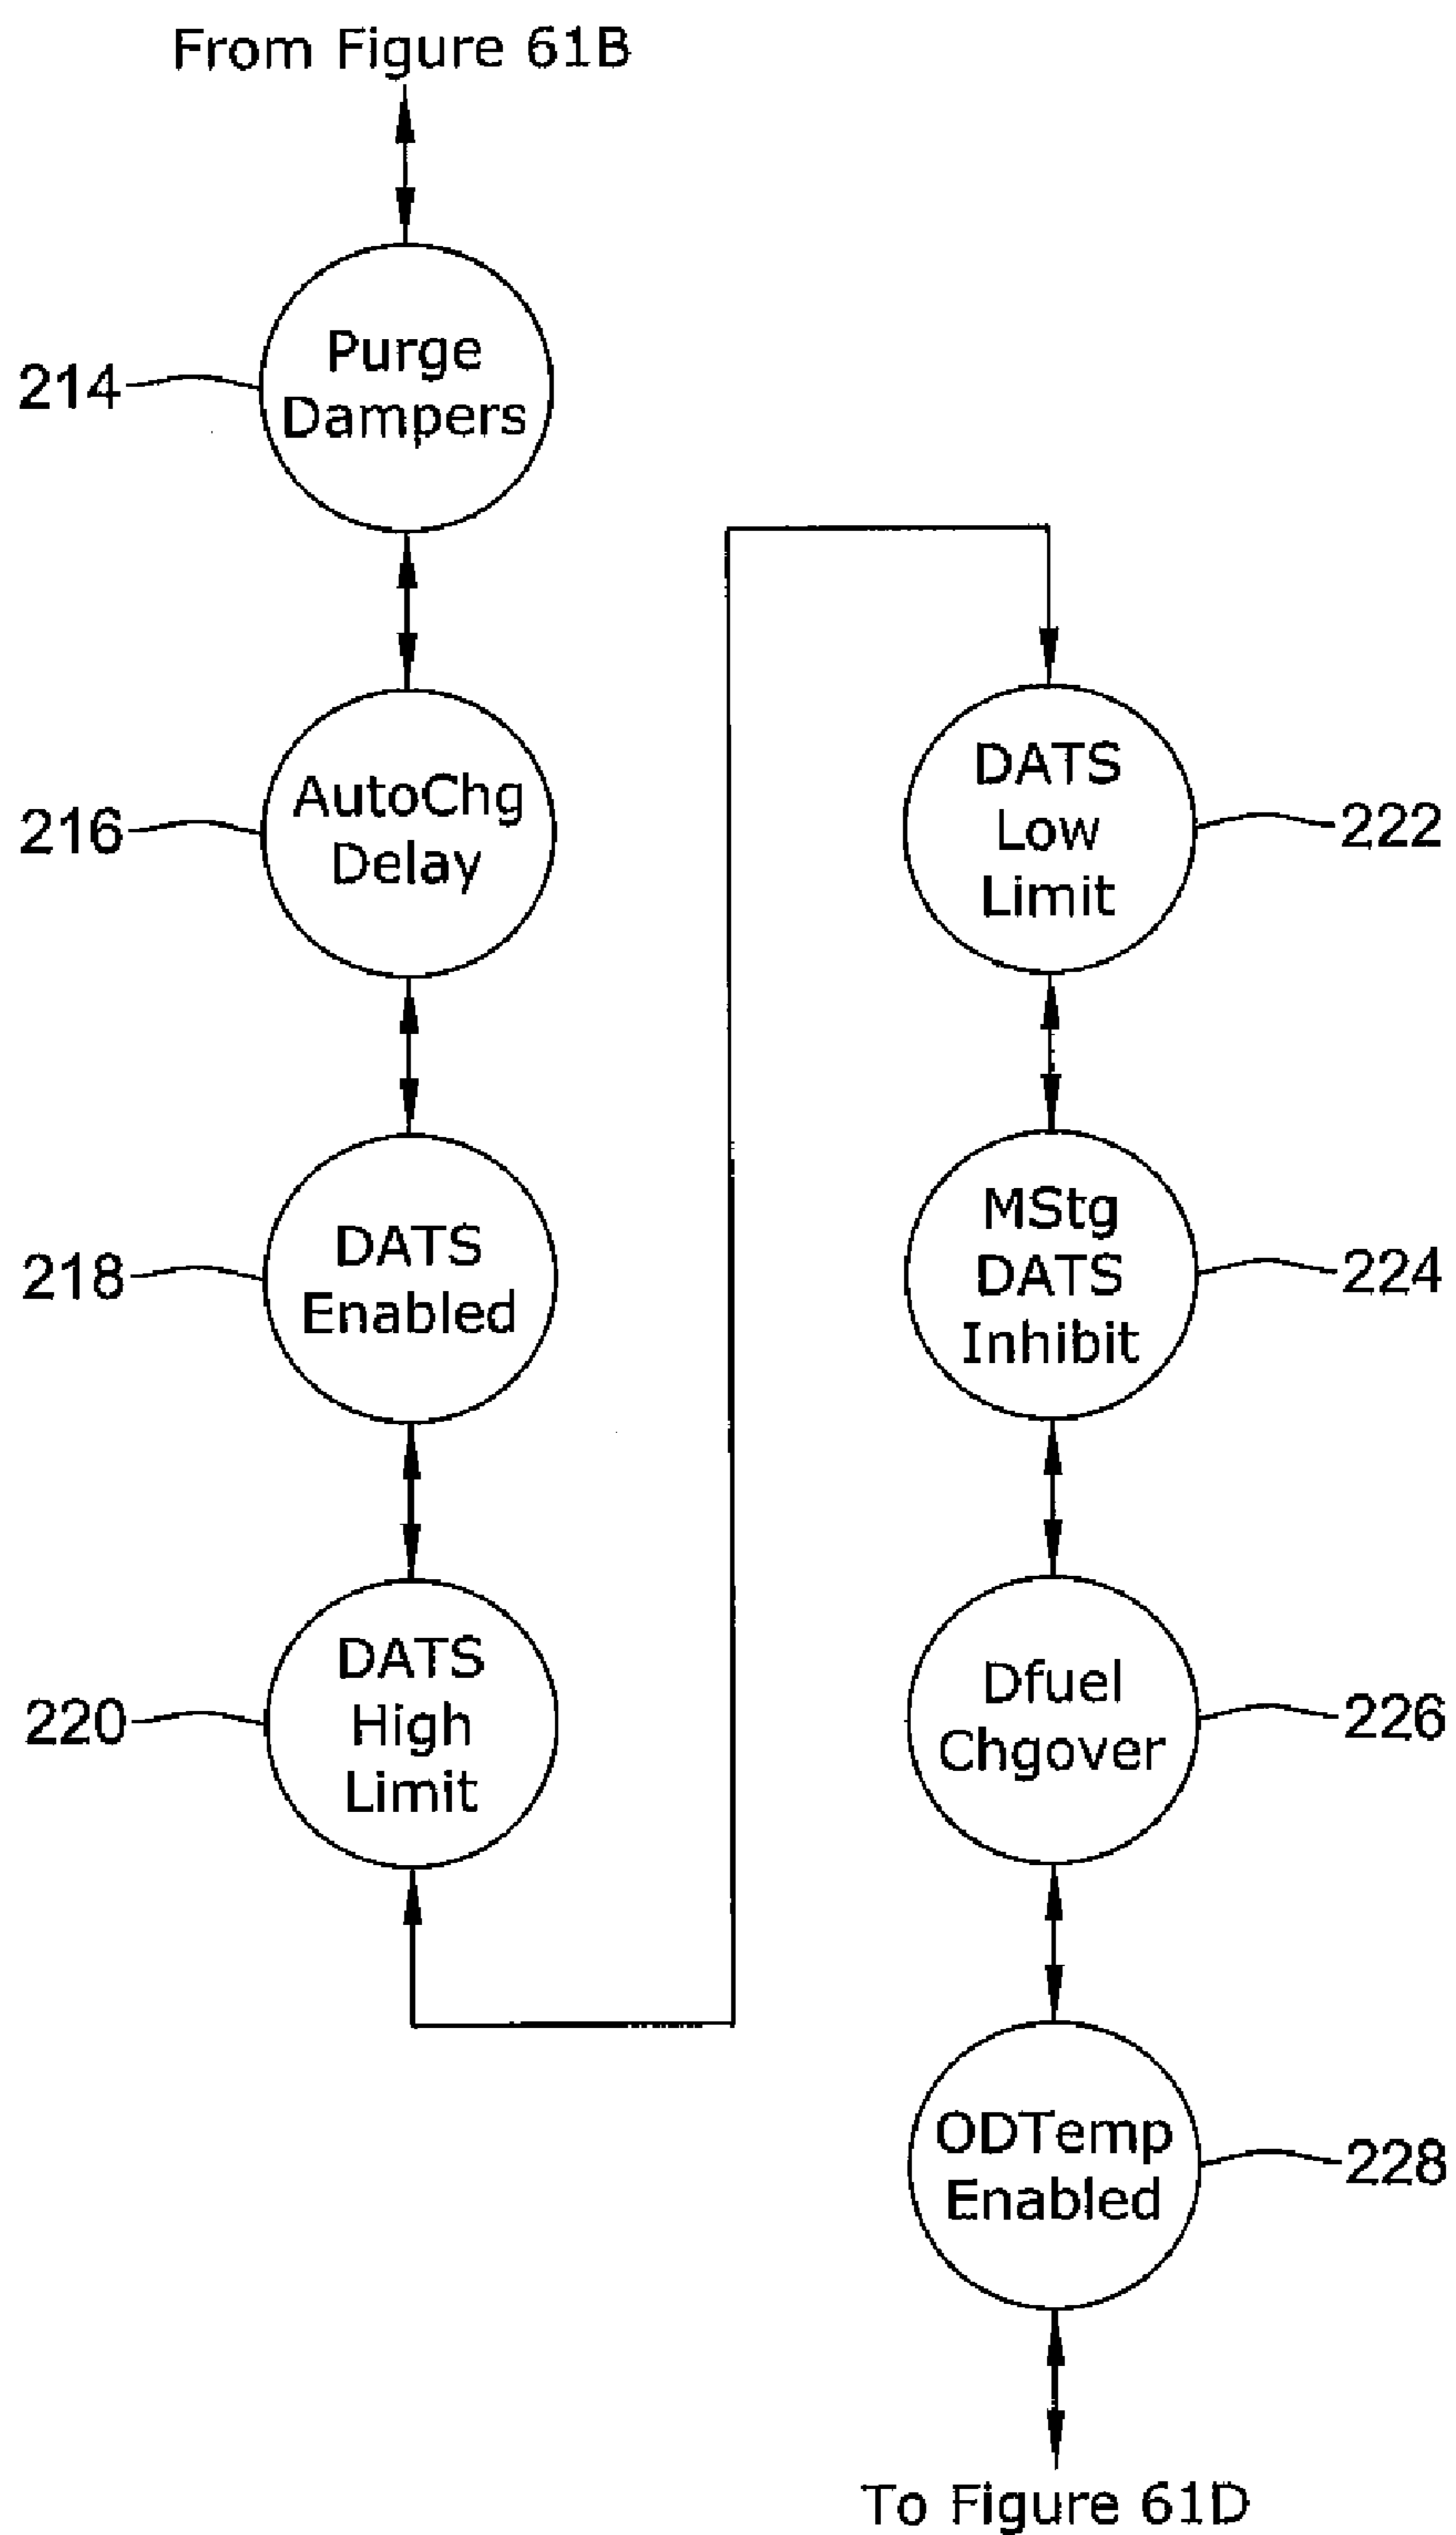 From Figure 61B
214
Purge
Dampers
216
AutoChg
Delay
218
DATS
Enabled
220
DATS
High
Limit
DATS
Low
Limit
222
MStg
DATS
Inhibit
224
Dfuel
Chgover
226
ODTemp
Enabled
228
To Figure 61D